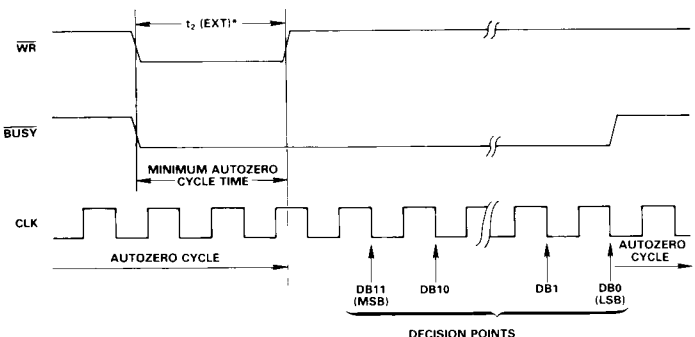 t₂ (EXT)*
WR
BUSY
MINIMUM AUTOZERO
CYCLE TIME
CLK
AUTOZERO CYCLE
AUTOZERO
CYCLE
DB11
(MSB)
DB10
DB1
DB0
(LSB)
DECISION POINTS